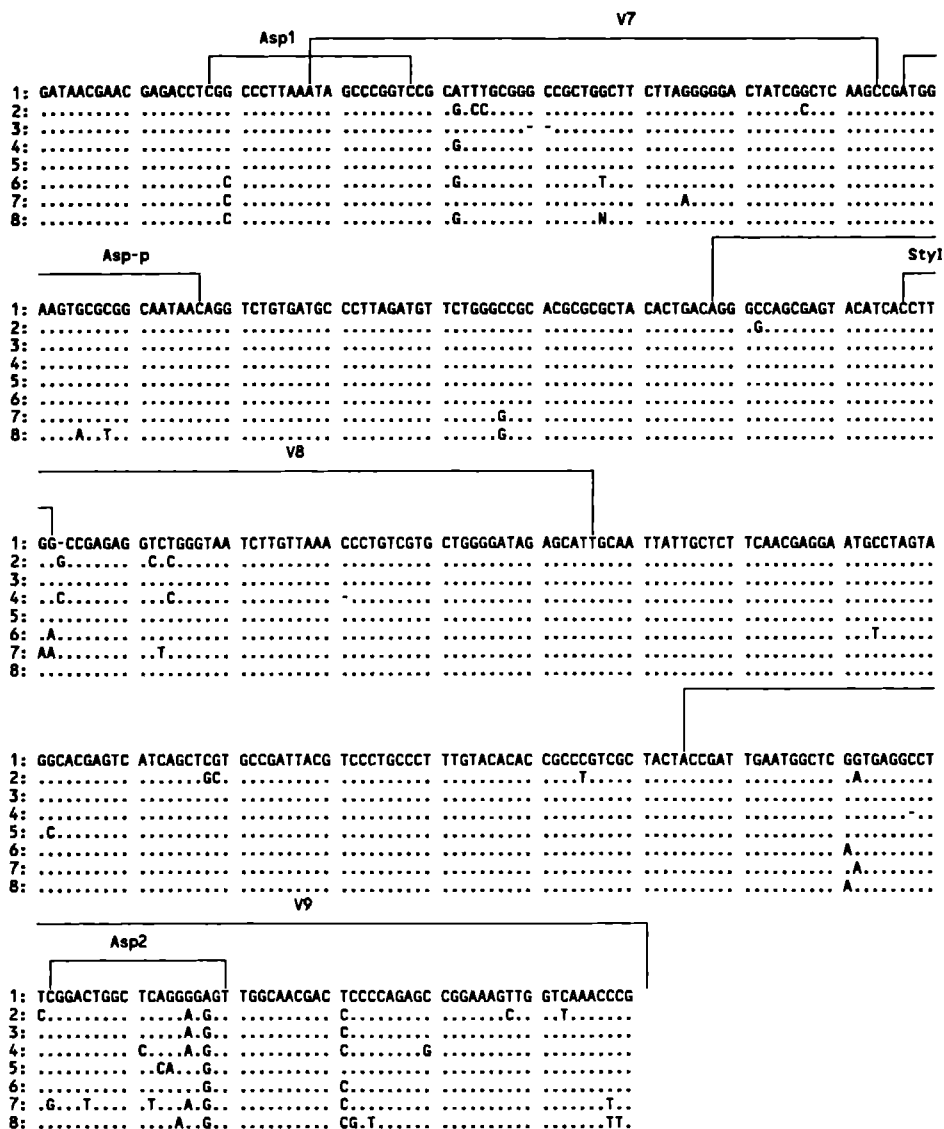 V7
Asp1
1: GATAACGAAC GAGACCTCGG CCCTTAAATA GCCCGGTCCG CATTTGCGGG CCGCTGGCTT CTTAGGGGGA CTATCGGCTC AAGCCGATGG
2: .......... .......... .......... .......... .G.CC..... .......... .......... ......C... ..........
3: .......... .......... .......... .......... .........- -......... .......... .......... ..........
4: .......... .......... .......... .......... .G........ .......... .......... .......... ..........
5: .......... .......... .......... .......... .......... .......... .......... .......... ..........
6: .......... .........C .......... .......... .G........ ......T... .......... .......... ..........
7: .......... .........C .......... .......... .......... .......... ....A..... .......... ..........
8: .......... .........C .......... .......... .G........ ......N... .......... .......... ..........
Asp-p StyI
1: AAGTGCGCGG CAATAACAGG TCTGTGATGC CCTTAGATGT TCTGGGCCGC ACGCGCGCTA CACTGACAGG GCCAGCGAGT ACATCACCTT
2: .......... .......... .......... .......... .......... .......... .......... .G........ ..........
3: .......... .......... .......... .......... .......... .......... .......... .......... ..........
4: .......... .......... .......... .......... .......... .......... .......... .......... ..........
5: .......... .......... .......... .......... .......... .......... .......... .......... ..........
6: .......... .......... .......... .......... .......... .......... .......... .......... ..........
7: .......... .......... .......... .......... ......G... .......... .......... .......... ..........
8: ....A..T.. .......... .......... .......... ......G... .......... .......... .......... ..........
V8
1: GG-CCGAGAG GTCTGGGTAA TCTTGTTAAA CCCTGTCGTG CTGGGGATAG AGCATTGCAA TTATTGCTCT TCAACGAGGA ATGCCTAGTA
2: ..G....... .C.C...... .......... .......... .......... .......... .......... .......... ..........
3: .......... .......... .......... .......... .......... .......... .......... .......... ..........
4: ..C....... ...C...... .......... -......... .......... .......... .......... .......... ..........
5: .......... .......... .......... .......... .......... .......... .......... .......... ..........
6: .A........ .......... .......... .......... .......... .......... .......... .......... ...T......
7: AA........ ..T....... .......... .......... .......... .......... .......... .......... ..........
8: .......... .......... .......... .......... .......... .......... .......... .......... ..........
1: GGCACGAGTC ATCAGCTCGT GCCGATTACG TCCCTGCCCT TTGTACACAC CGCCCGTCGC TACTACCGAT TGAATGGCTC GGTGAGGCCT
2: .......... .......GC. .......... .......... .......... ....T..... .......... .......... .A........
3: .......... .......... .......... .......... .......... .......... .......... .......... ..........
4: .......... .......... .......... .......... .......... .......... .......... .......... .......-..
5: .C........ .......... .......... .......... .......... .......... .......... .......... ..........
6: .......... .......... .......... .......... .......... .......... .......... .......... A.........
7: .......... .......... .......... .......... .......... .......... .......... .......... .A........
8: .......... .......... .......... .......... .......... .......... .......... .......... A.........
V9
Asp2
1: TCGGACTGGC TCAGGGGAGT TGGCAACGAC TCCCCAGAGC CGGAAAGTTG GTCAAACCCG
2: C......... .....A.G.. .......... C......... .......C.. ..T.......
3: .......... .....A.G.. .......... C......... .......... ..........
4: .......... C....A.G.. .......... C........G .......... ..........
5: .......... ..CA...G.. .......... .......... .......... ..........
6: .......... .......G.. .......... C......... .......... ..........
7: .G...T.... .T...A.G.. .......... C......... .......... .......T..
8: .......... ....A..G.. .......... CG.T...... .......... .......TT.